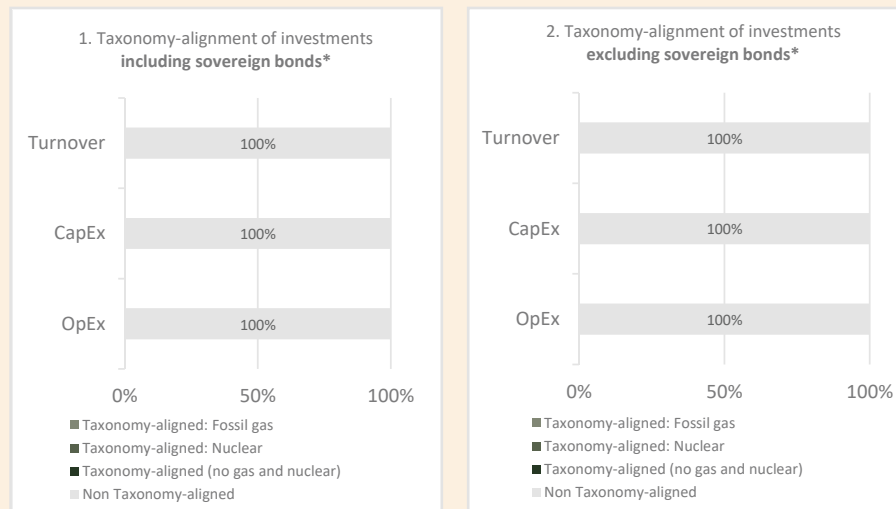 1. Taxonomy-alignment of investments
including sovereign bonds*
Turnover
100%
CapEx
100%
OpEx
100%
0%
50%
100%
Taxonomy-aligned: Fossil gas
Taxonomy-aligned: Nuclear
Taxonomy-aligned (no gas and nuclear)
Non Taxonomy-aligned
2. Taxonomy-alignment of investments
excluding sovereign bonds*
Turnover
100%
CapEx
100%
OpEx
100%
0%
50%
100%
Taxonomy-aligned: Fossil gas
Taxonomy-aligned: Nuclear
Taxonomy-aligned (no gas and nuclear)
Non Taxonomy-aligned